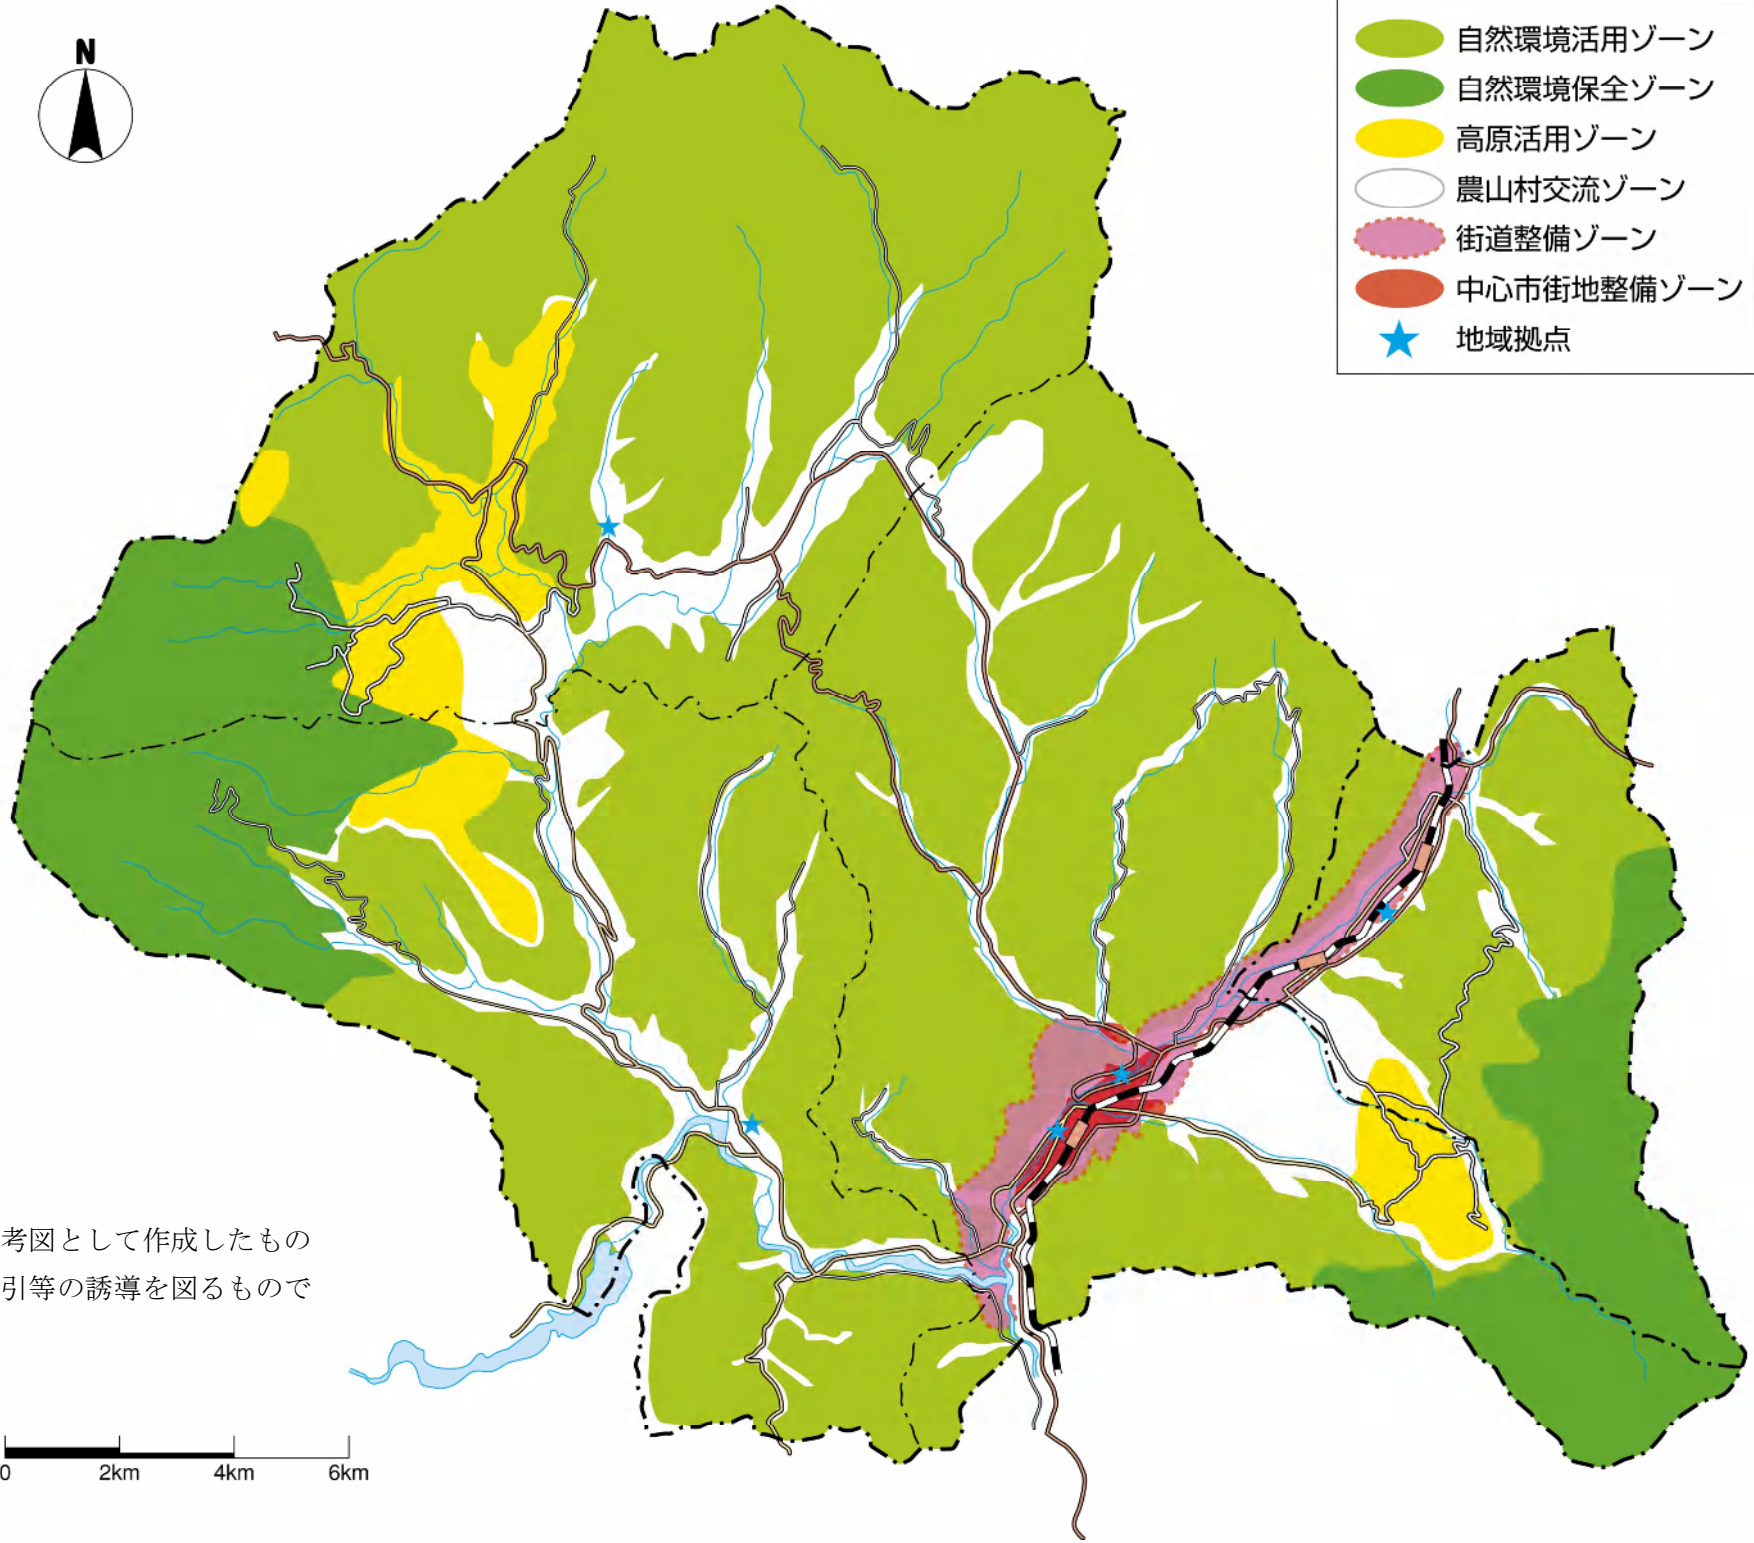 N
自然環境活用ゾーン
自然環境保全ゾーン
高原活用ゾーン
農山村交流ゾーン
街道整備ゾーン
中心市街地整備ゾーン
地域拠点
考図として作成したもの
引等の誘導を図るもので
0 2km 4km 6km